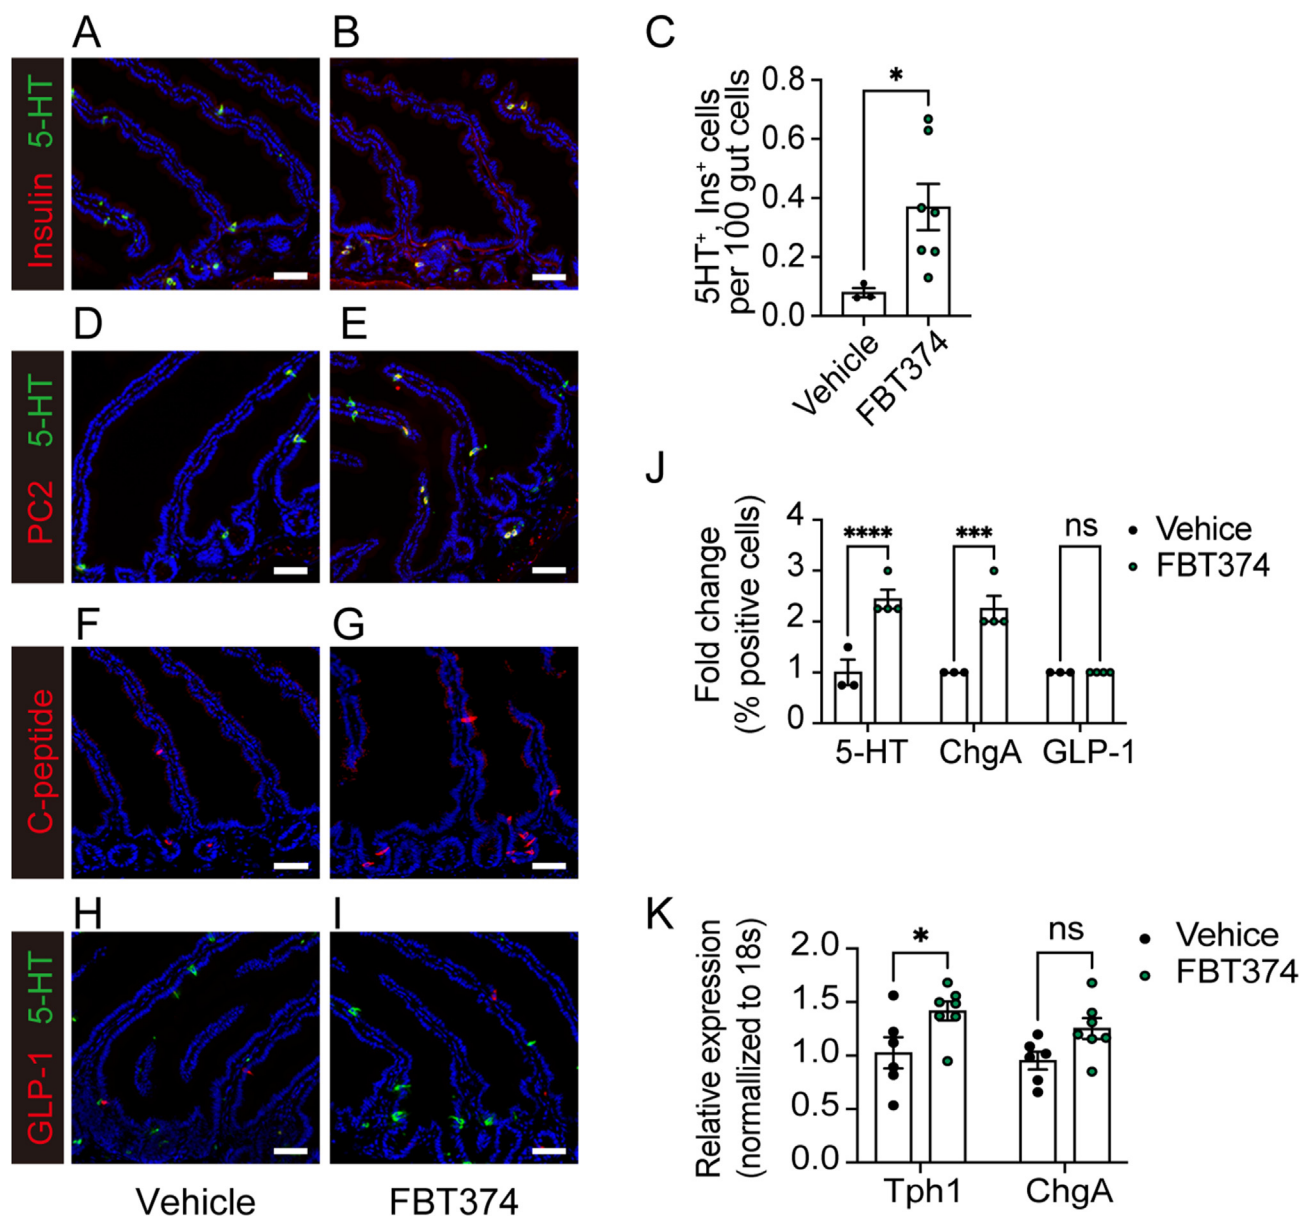 A
B
Insulin 5-HT
D
E
PC2 5-HT
F
G
C-peptide
H
I
GLP-1 5-HT
Vehicle
FBT374
C
5HT⁺, Ins⁺ cells
per 100 gut cells
0.8
0.6
0.4
0.2
0.0
*
Vehicle
FBT374
J
Fold change
(% positive cells)
4
3
2
1
0
****
***
ns
5-HT
ChgA
GLP-1
Vehice
FBT374
K
Relative expression
(normallized to 18s)
2.0
1.5
1.0
0.5
0.0
*
ns
Tph1
ChgA
Vehice
FBT374